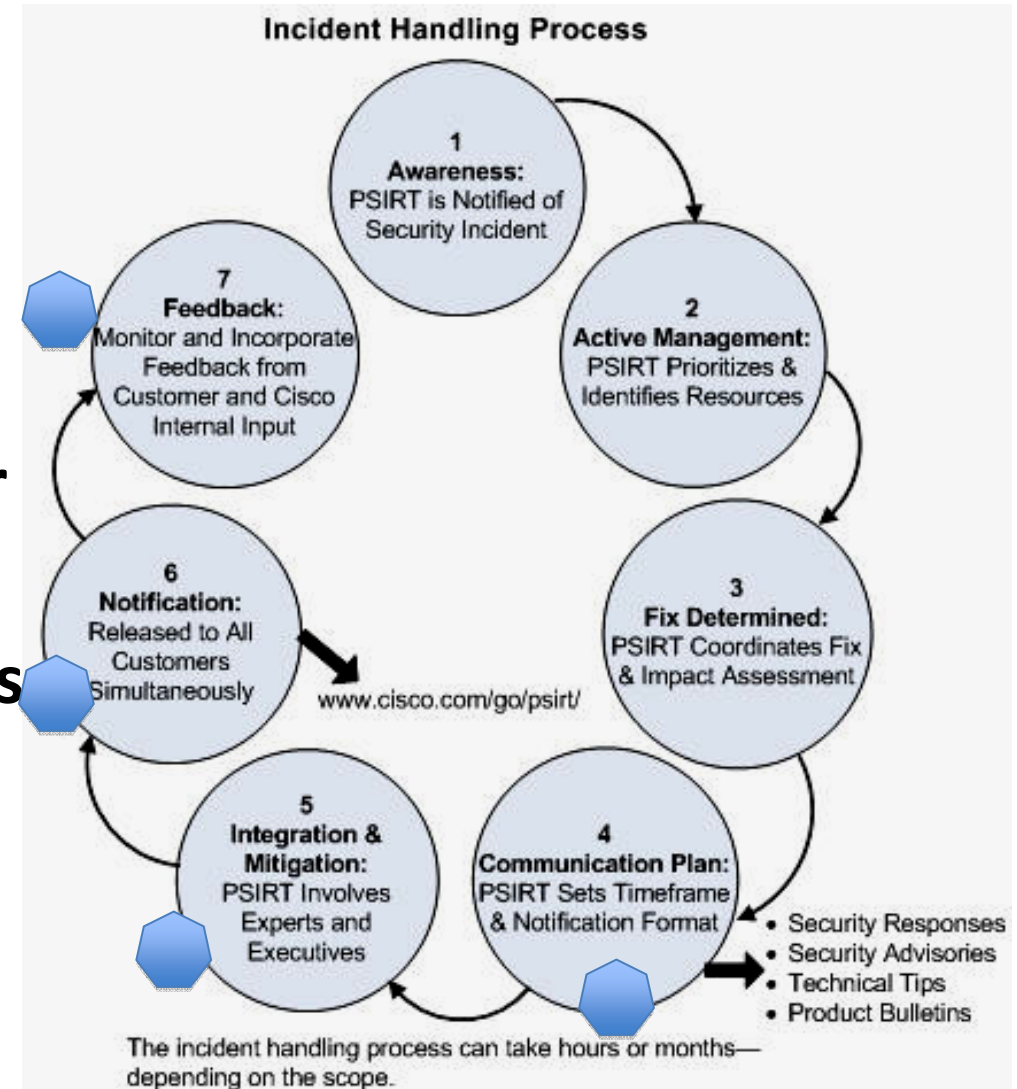 Incident Handling Process
1
Awareness:
PSIRT is Notified of
Security Incident
2
Active Management:
PSIRT Prioritizes &
Identifies Resources
3
Fix Determined:
PSIRT Coordinates Fix
& Impact Assessment
4
Communication Plan:
PSIRT Sets Timeframe
& Notification Format
• Security Responses
• Security Advisories
• Technical Tips
• Product Bulletins
5
Integration &
Mitigation:
PSIRT Involves
Experts and
Executives
6
Notification:
Released to All
Customers
Simultaneously
www.cisco.com/go/psirt/
7
Feedback:
Monitor and Incorporate
Feedback from
Customer and Cisco
Internal Input
r
s
The incident handling process can take hours or months—
depending on the scope.